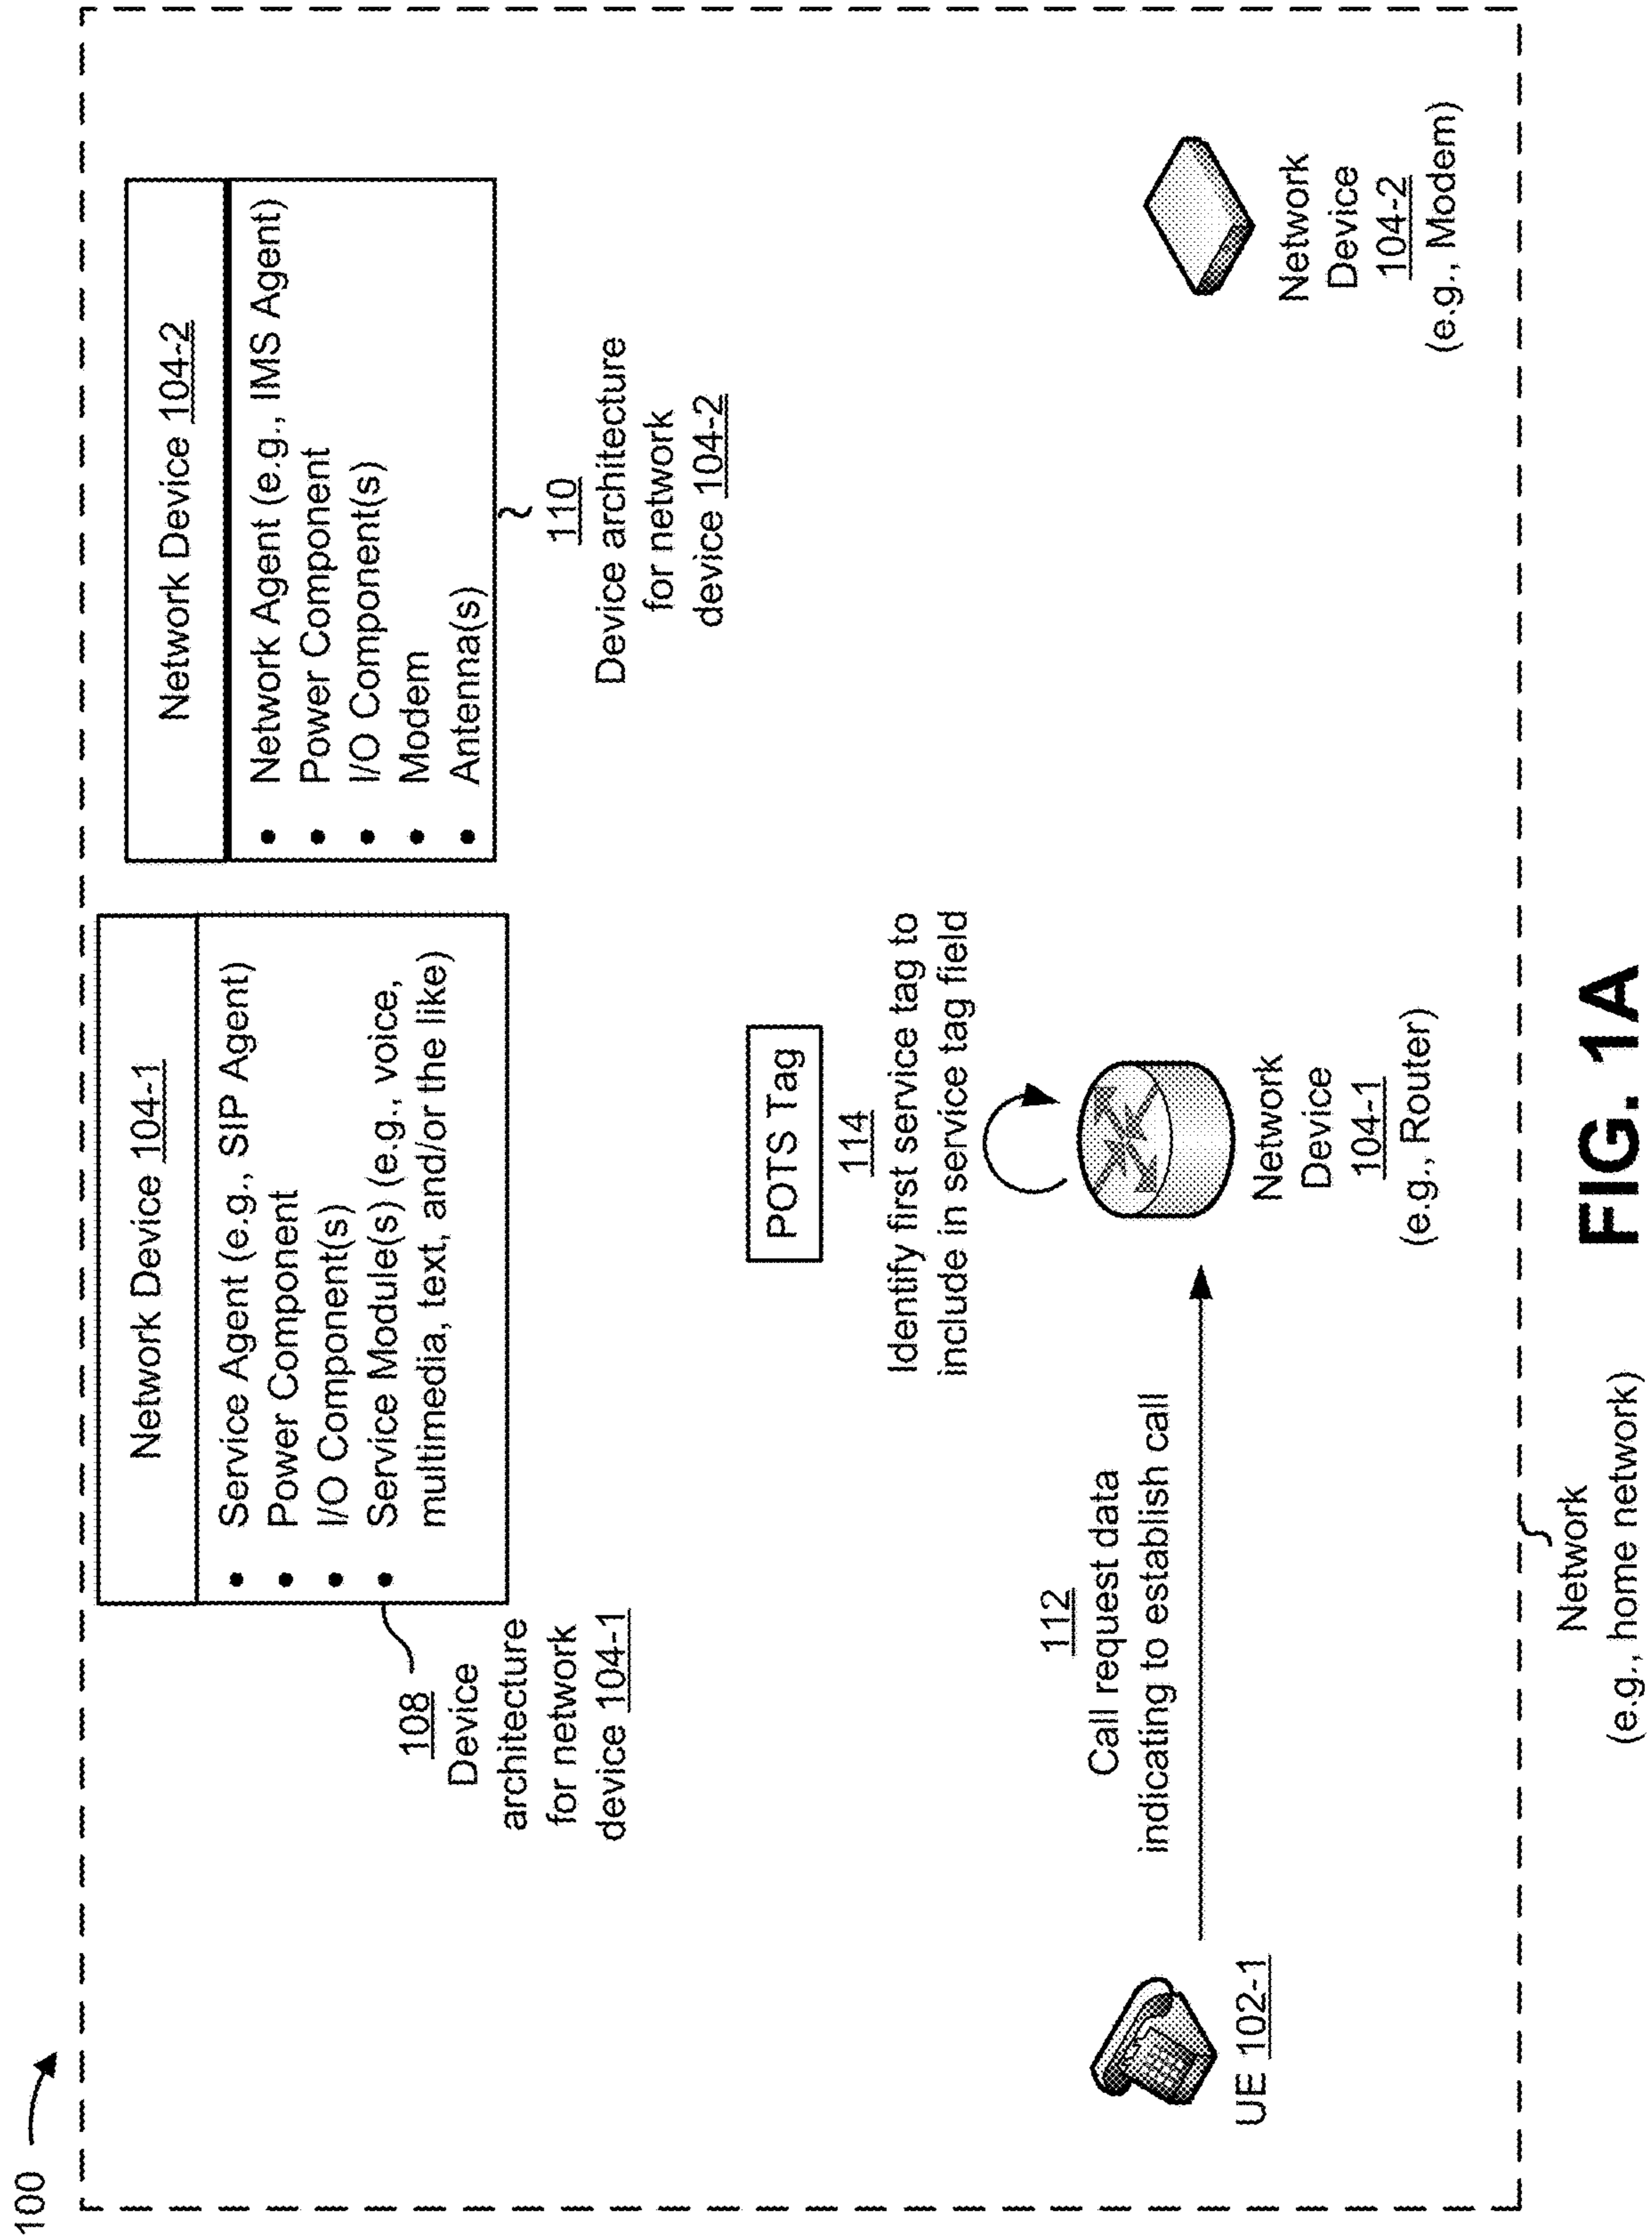 100
Network Device 104-1
• Service Agent (e.g., SIP Agent)
• Power Component
• I/O Component(s)
• Service Module(s) (e.g., voice,
multimedia, text, and/or the like)
108
Device
architecture
for network
device 104-1
Network Device 104-2
• Network Agent (e.g., IMS Agent)
• Power Component
• I/O Component(s)
• Modem
• Antenna(s)
110
Device architecture
for network
device 104-2
POTS Tag
114
Identify first service tag to
include in service tag field
112
Call request data
indicating to establish call
UE 102-1
Network
Device
104-1
(e.g., Router)
Network
Device
104-2
(e.g., Modem)
Network
(e.g., home network)
FIG. 1A